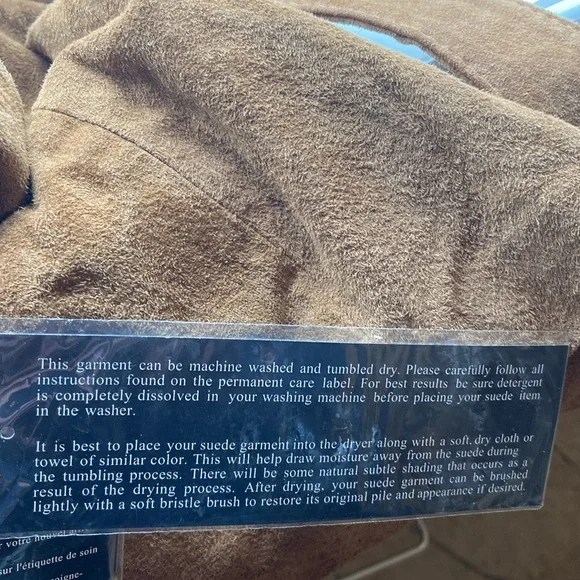 This garment can be machine washed and tumbled dry. Please carefully follow all
instructions found on the permanent care label. For best results be sure detergent
is completely dissolved in your washing machine before placing your suede item
in the washer.
It is best to place your suede garment into the dryer along with a soft, dry cloth or
towel of similar color. This will help draw moisture away from the suede during
the tumbling process. There will be some natural subtle shading that occurs as a
result of the drying process. After drying, your suede garment can be brushed
lightly with a soft bristle brush to restore its original pile and appearance if desired.
votre nouvel
sur l'étiquette de soin
soigne-